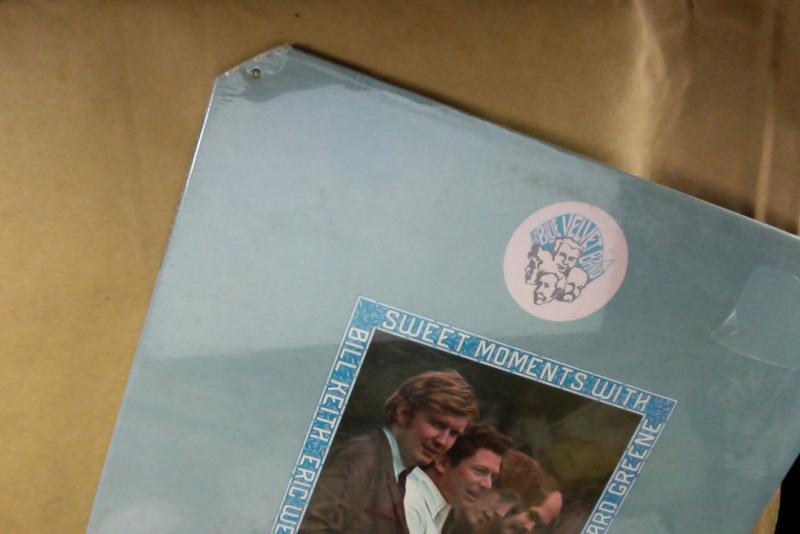 BLUE VELVET BAND
SWEET MOMENTS WITH
BILL KEITH ERIC WE
ARD GREENE